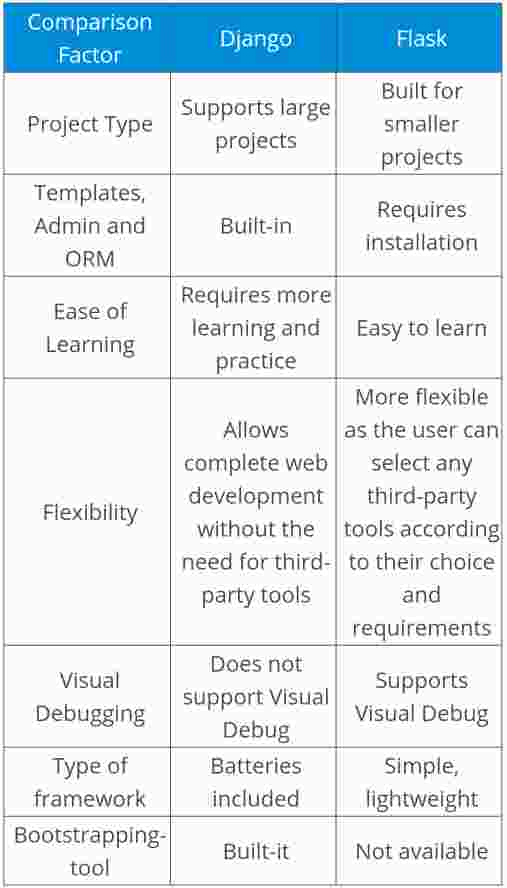 Comparison
Factor
Django
Flask
Project Type
Supports large
projects
Built for
smaller
projects
Templates,
Admin and
ORM
Built-in
Requires
installation
Ease of
Learning
Requires more
learning and
practice
Easy to learn
Flexibility
Allows
complete web
development
without the
need for third-
party tools
More flexible
as the user can
select any
third-party
tools according
to their choice
and
requirements
Visual
Debugging
Does not
support Visual
Debug
Supports
Visual Debug
Type of
framework
Batteries
included
Simple,
lightweight
Bootstrapping-
tool
Built-it
Not available